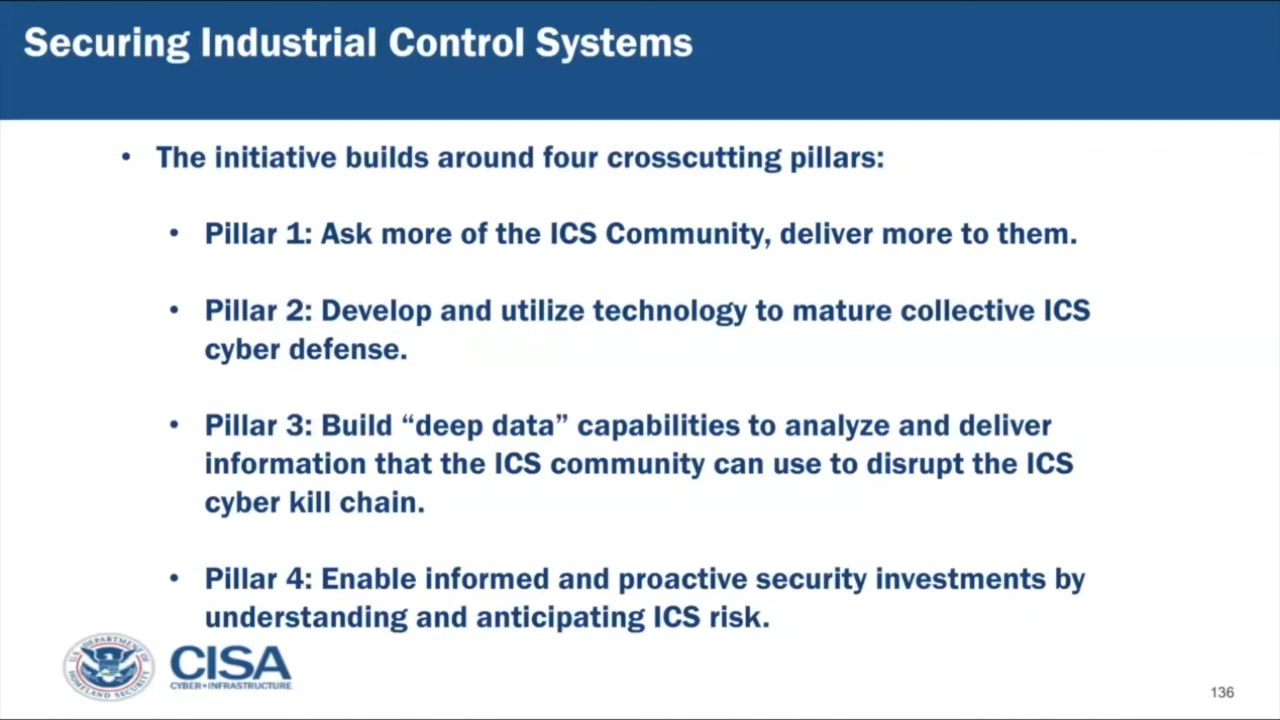 Securing Industrial Control Systems
• The initiative builds around four crosscutting pillars:
• Pillar 1: Ask more of the ICS Community, deliver more to them.
• Pillar 2: Develop and utilize technology to mature collective ICS
cyber defense.
• Pillar 3: Build “deep data” capabilities to analyze and deliver
information that the ICS community can use to disrupt the ICS
cyber kill chain.
• Pillar 4: Enable informed and proactive security investments by
understanding and anticipating ICS risk.
U.S. DEPARTMENT OF
HOMELAND SECURITY
CISA
CYBER+INFRASTRUCTURE
136